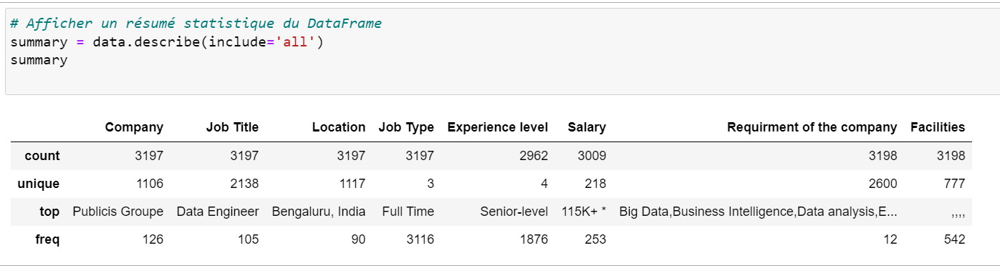 # Afficher un résumé statistique du DataFrame
summary = data.describe(include='all')
summary
Company Job Title Location Job Type Experience level Salary Requirment of the company Facilities
count 3197 3197 3197 3197 2962 3009 3198 3198
unique 1106 2138 1117 3 4 218 2600 777
top Publicis Groupe Data Engineer Bengaluru, India Full Time Senior-level 115K+ * Big Data,Business Intelligence,Data analysis,E... ,,,,
freq 126 105 90 3116 1876 253 12 542